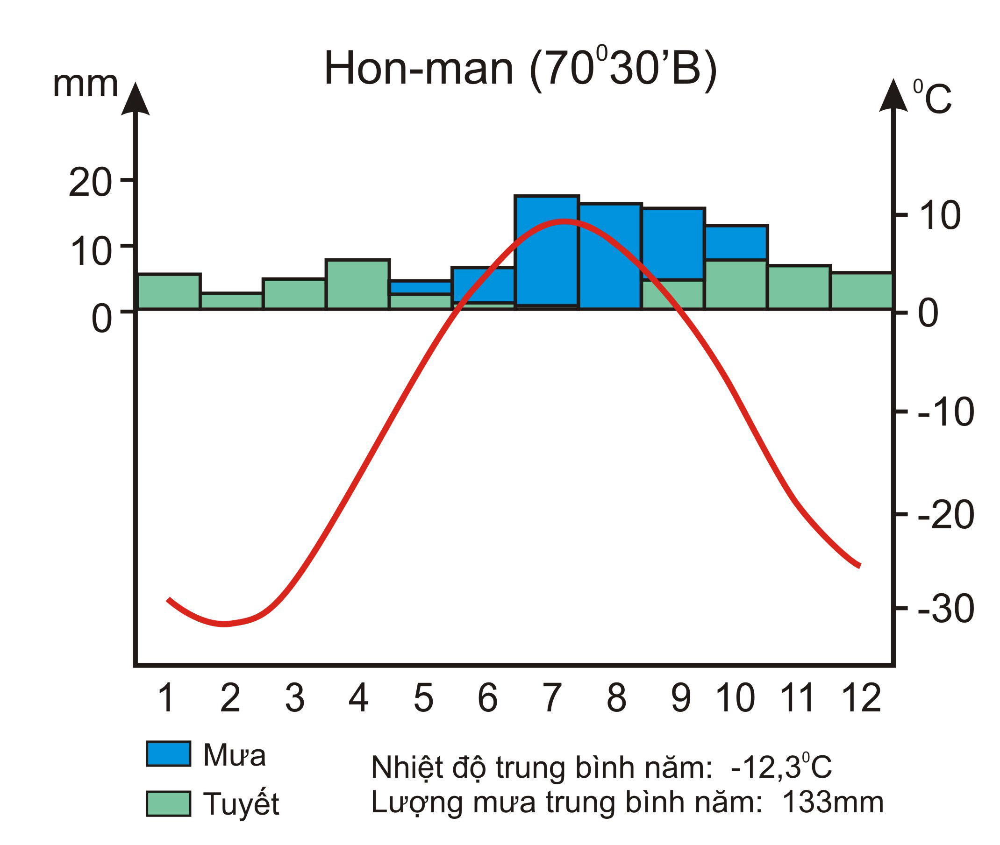 Hon-man (70⁰30’B)
mm
⁰C
20
10
0
10
0
-10
-20
-30
1 2 3 4 5 6 7 8 9 10 11 12
Mưa
Tuyết
Nhiệt độ trung bình năm: -12,3⁰C
Lượng mưa trung bình năm: 133mm